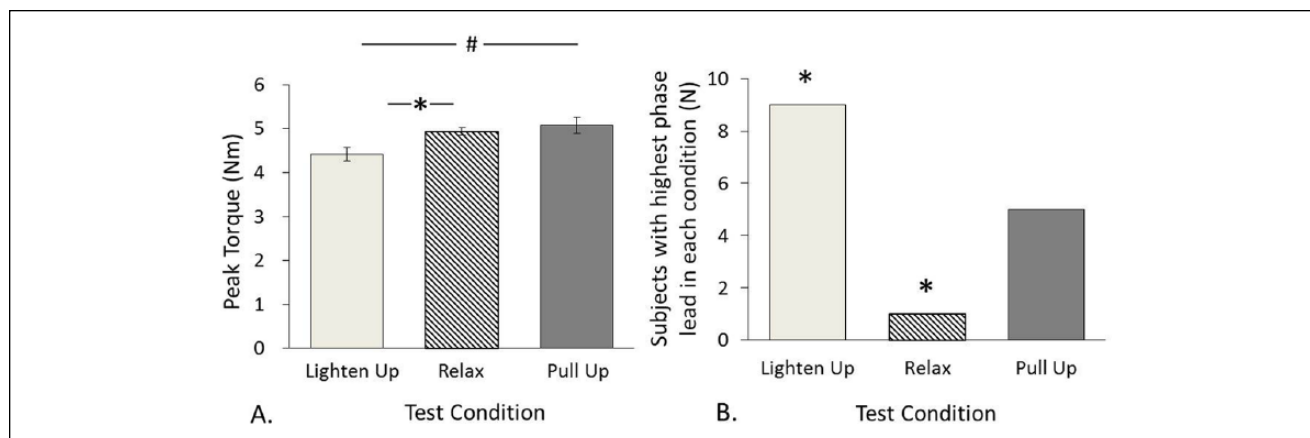 #
*
6
5
4
3
2
1
0
Peak Torque (Nm)
Lighten Up Relax Pull Up
A. Test Condition
10
8
6
4
2
0
Subjects with highest phase
lead in each condition (N)
*
*
Lighten Up Relax Pull Up
B. Test Condition